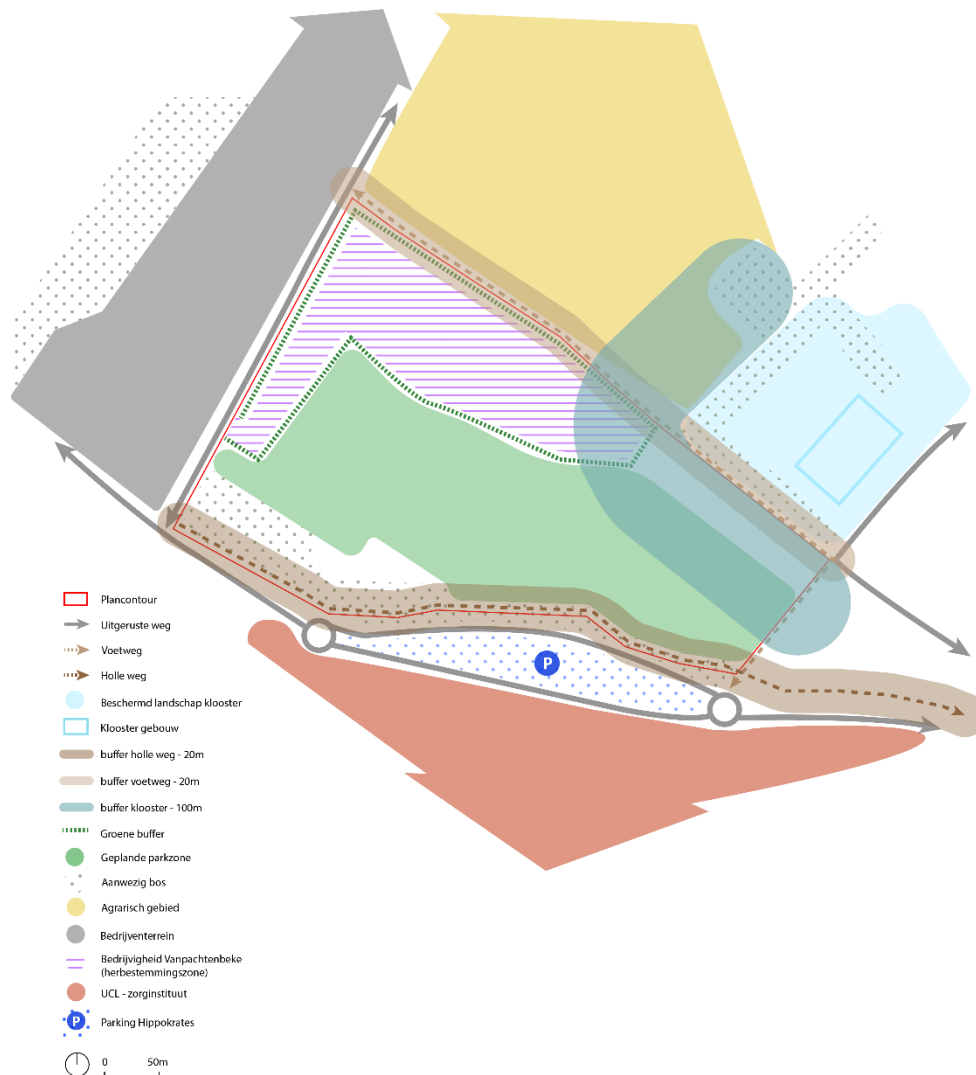 P
Plancontour
Uitgeruste weg
Voetweg
Holle weg
Beschermd landschap klooster
Klooster gebouw
buffer holle weg - 20m
buffer voetweg - 20m
buffer klooster - 100m
Groene buffer
Geplande parkzone
Aanwezig bos
Agrarisch gebied
Bedrijventerrein
Bedrijvigheid Vanpachtenbeke
(herbestemmingszone)
UCL - zorginstituut
P Parking Hippokrates
0 50m